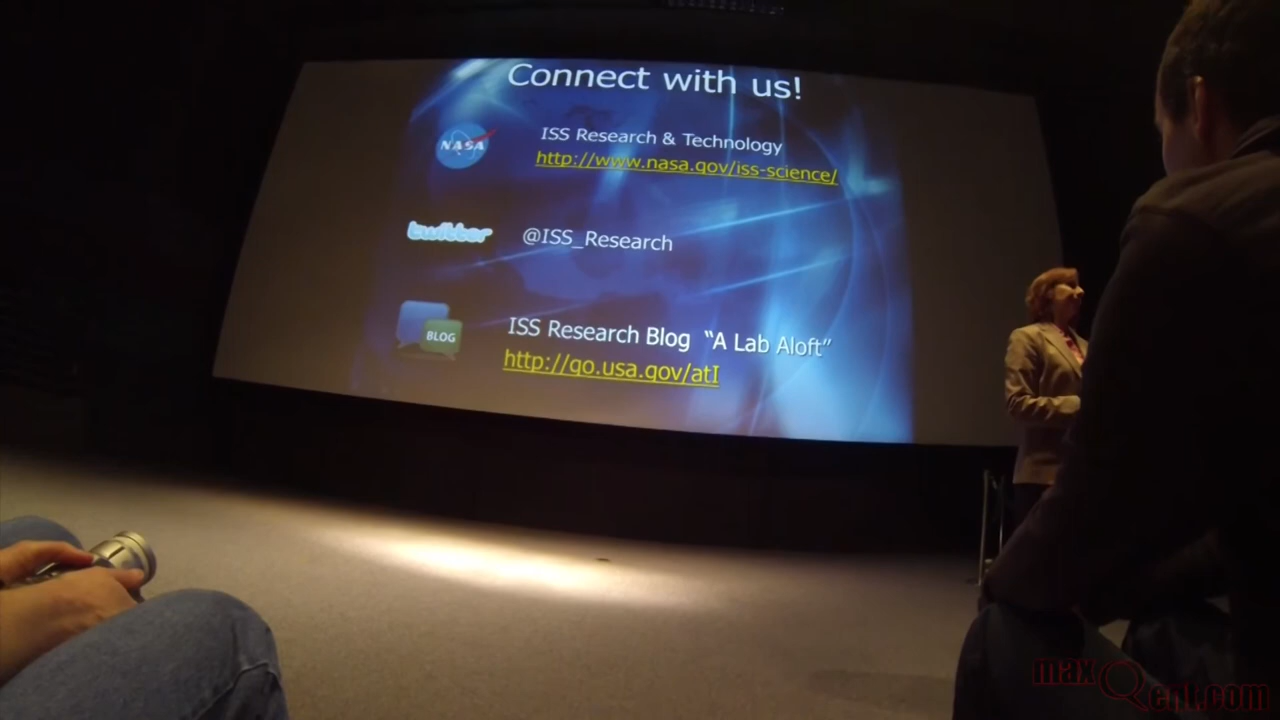 Connect with us!
NASA
ISS Research & Technology
http://www.nasa.gov/iss-science/
twitter
@ISS_Research
BLOG
ISS Research Blog "A Lab Aloft"
http://go.usa.gov/atI
maxQent.com